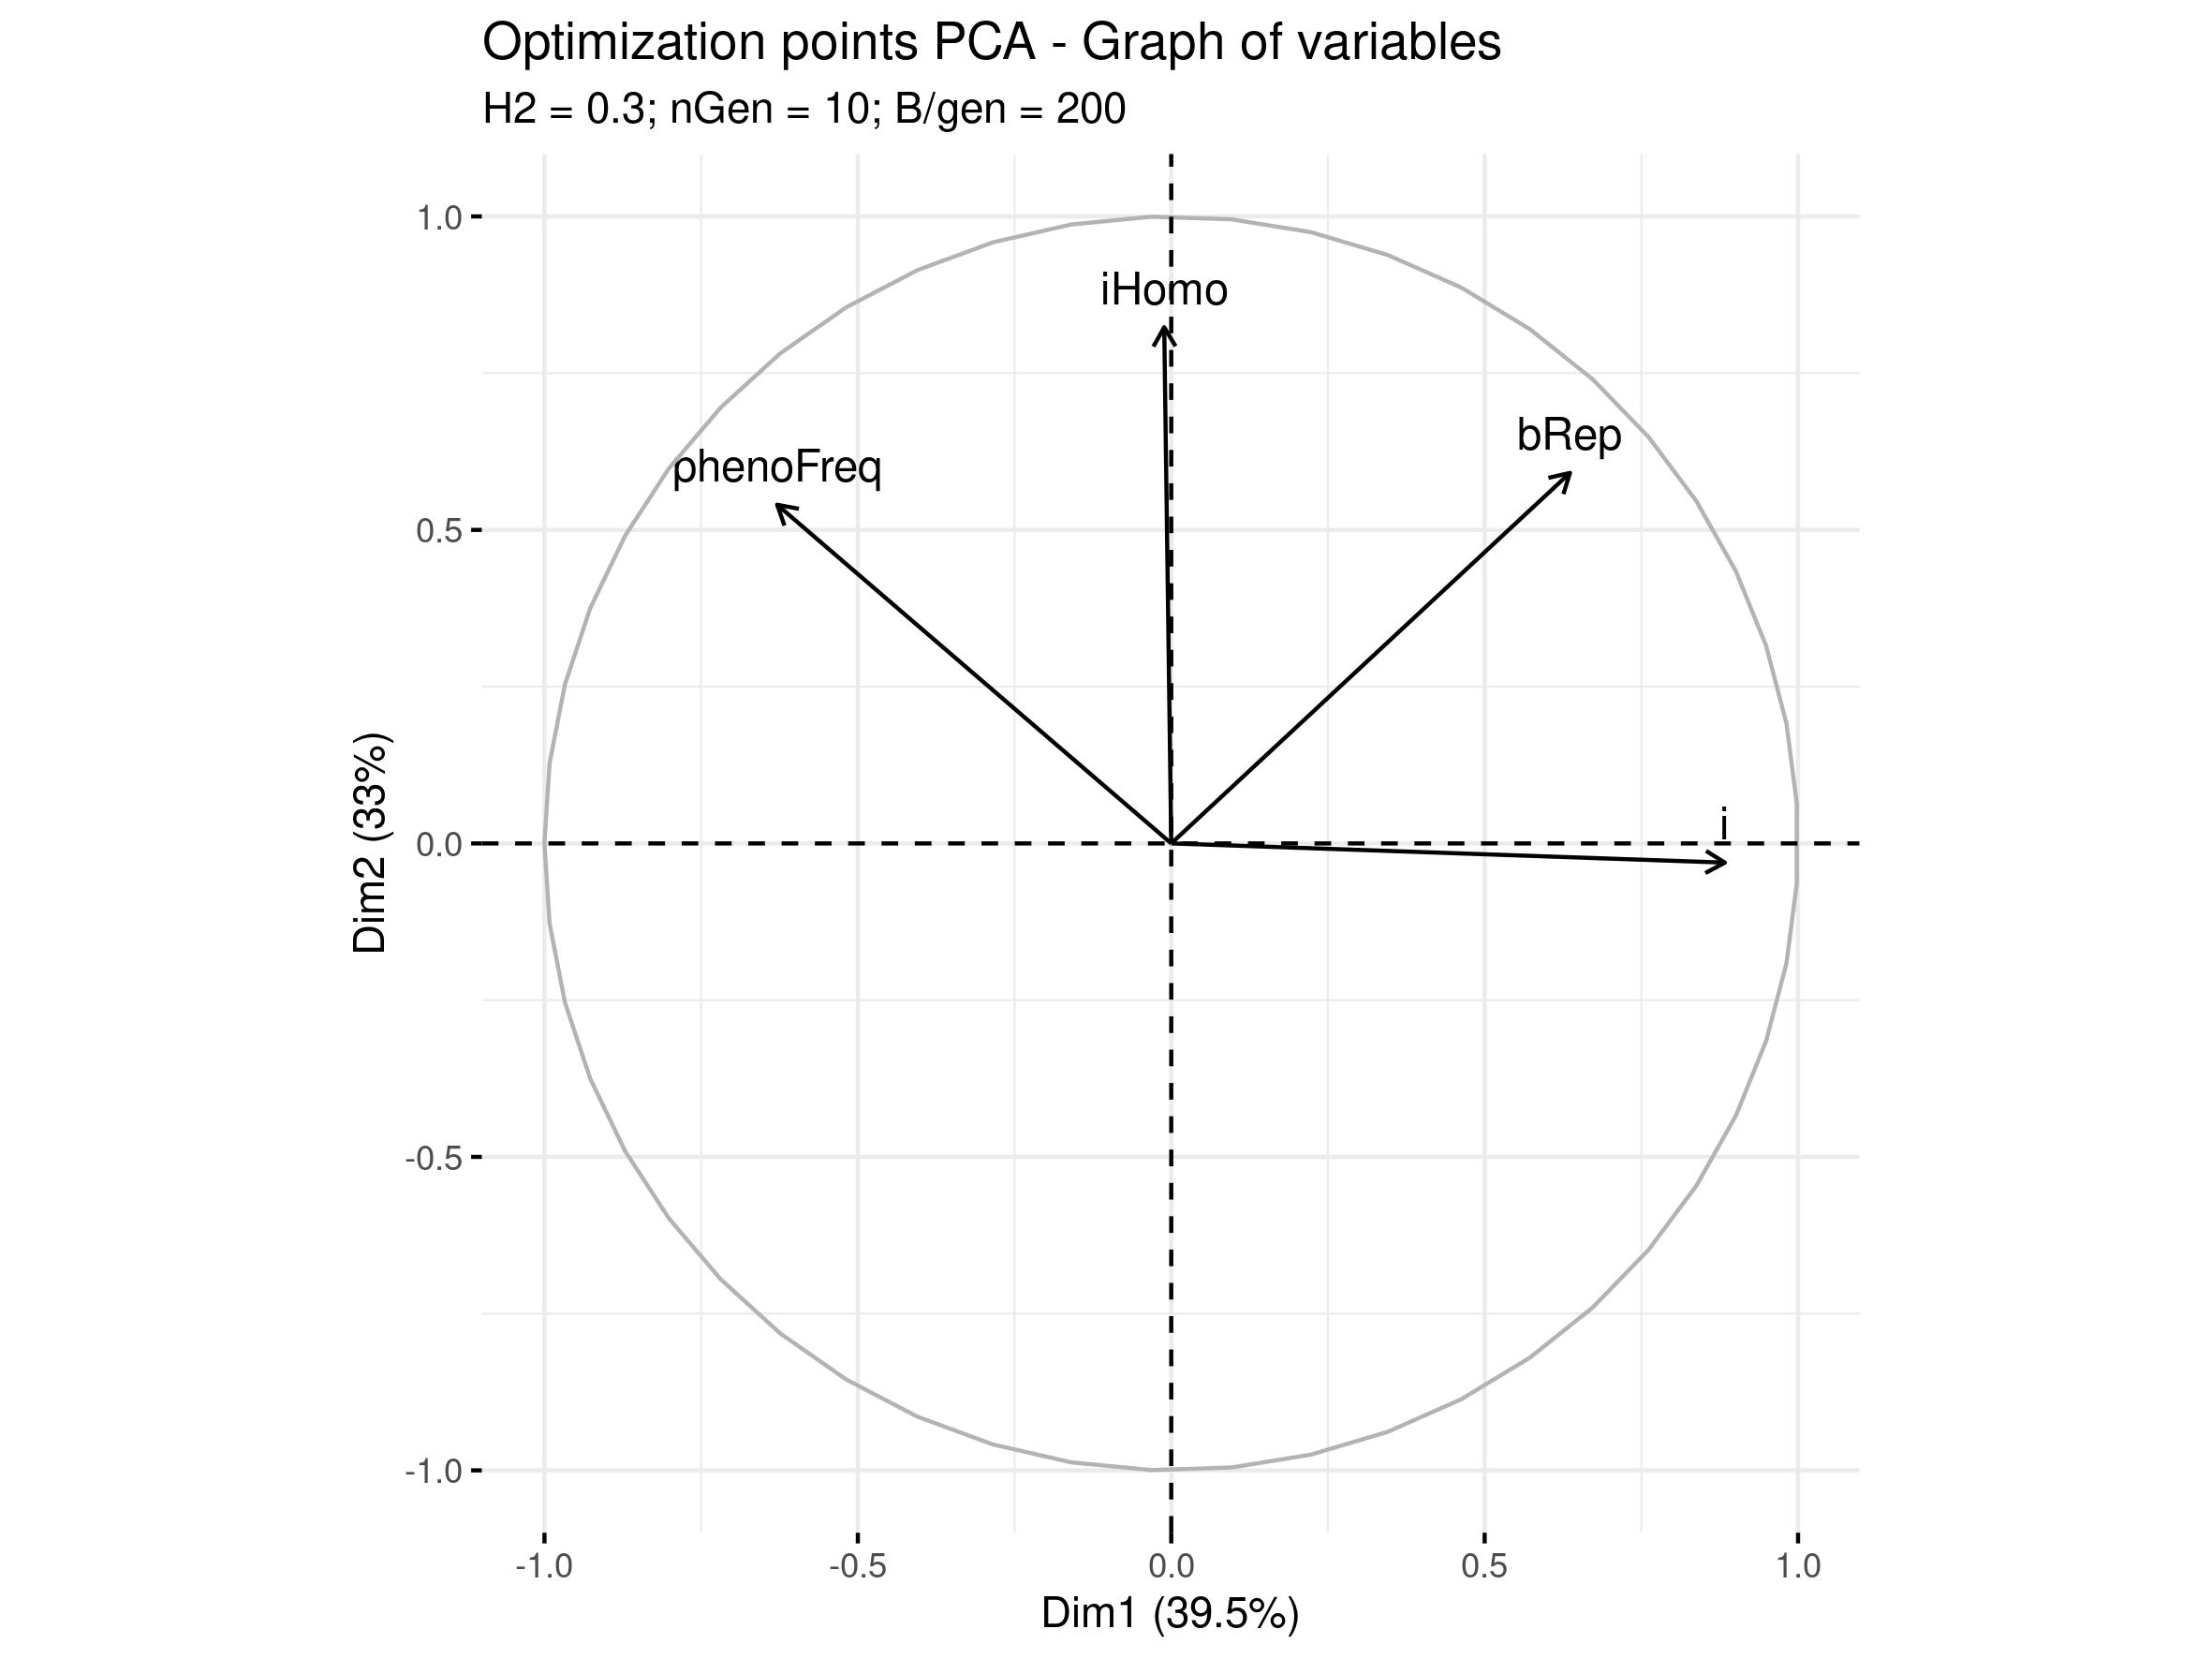 Optimization points PCA - Graph of variables
H2 = 0.3; nGen = 10; B/gen = 200
1.0
0.5
0.0
-0.5
-1.0
Dim2 (33%)
iHomo
bRep
phenoFreq
i
-1.0
-0.5
0.0
0.5
1.0
Dim1 (39.5%)